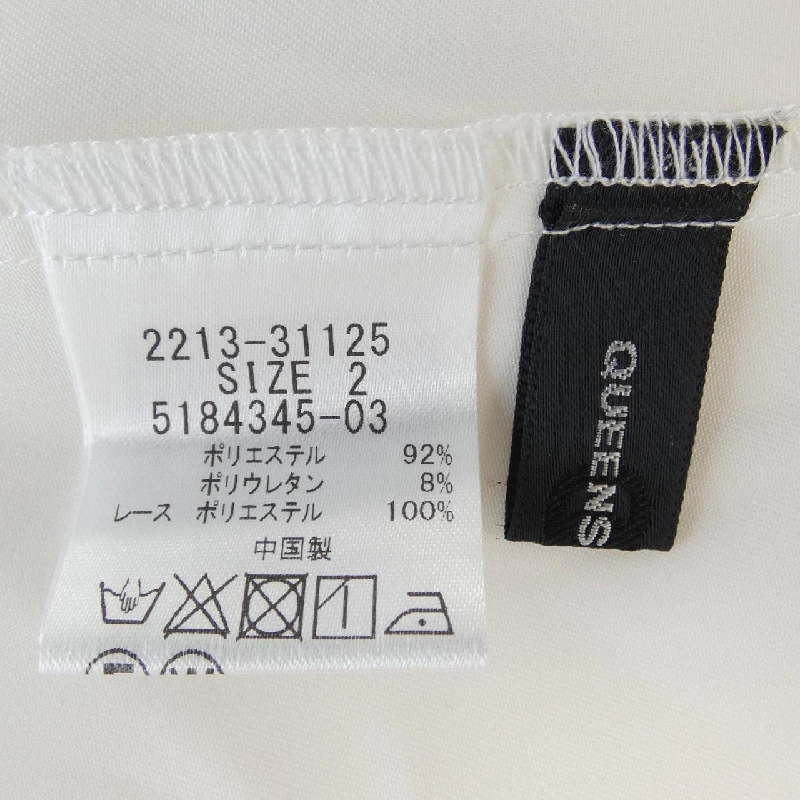 2213-31125
SIZE 2
5184345-03
ポリエステル 92%
ポリウレタン 8%
レース ポリエステル 100%
中国製
QUEENS